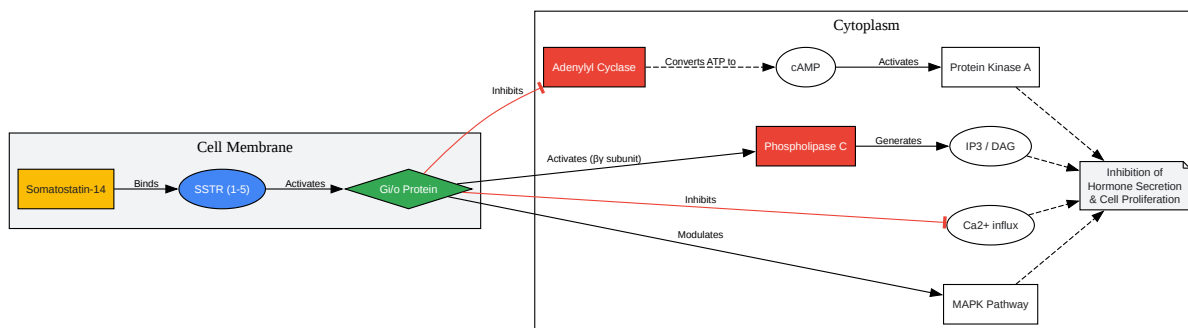 Cytoplasm
Adenylyl Cyclase
Converts ATP to
cAMP
Activates
Protein Kinase A
Inhibits
Cell Membrane
Somatostatin-14
Binds
SSTR (1-5)
Activates
Gi/o Protein
Activates (βγ subunit)
Phospholipase C
Generates
IP3 / DAG
Inhibits
Ca2+ influx
Modulates
MAPK Pathway
Inhibition of
Hormone Secretion
& Cell Proliferation